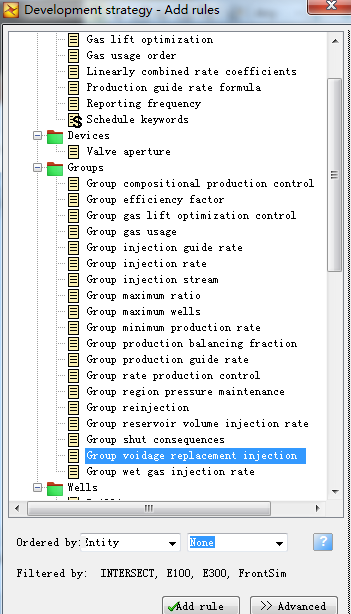 Development strategy - Add rules
Gas lift optimization
Gas usage order
Linearly combined rate coefficients
Production guide rate formula
Reporting frequency
Schedule keywords
Devices
Valve aperture
Groups
Group compositional production control
Group efficiency factor
Group gas lift optimization control
Group gas usage
Group injection guide rate
Group injection rate
Group injection stream
Group maximum ratio
Group maximum wells
Group minimum production rate
Group production balancing fraction
Group production guide rate
Group rate production control
Group region pressure maintenance
Group reinjection
Group reservoir volume injection rate
Group shut consequences
Group voidage replacement injection
Group wet gas injection rate
Wells
Ordered by: Entity None ?
Filtered by: INTERSECT, E100, E300, FrontSim
Add rule >> Advanced